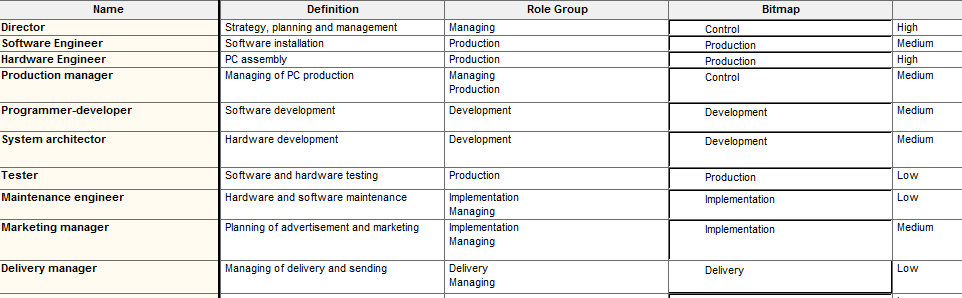 Name Definition Role Group Bitmap
Director Strategy, planning and management Managing Control High
Software Engineer Software installation Production Production Medium
Hardware Engineer PC assembly Production Production High
Production manager Managing of PC production Managing Control Medium
Production
Programmer-developer Software development Development Development Medium
System architector Hardware development Development Development Medium
Tester Software and hardware testing Production Production Low
Maintenance engineer Hardware and software maintenance Implementation Implementation Low
Managing
Marketing manager Planning of advertisement and marketing Implementation Implementation Medium
Managing
Delivery manager Managing of delivery and sending Delivery Delivery Low
Managing